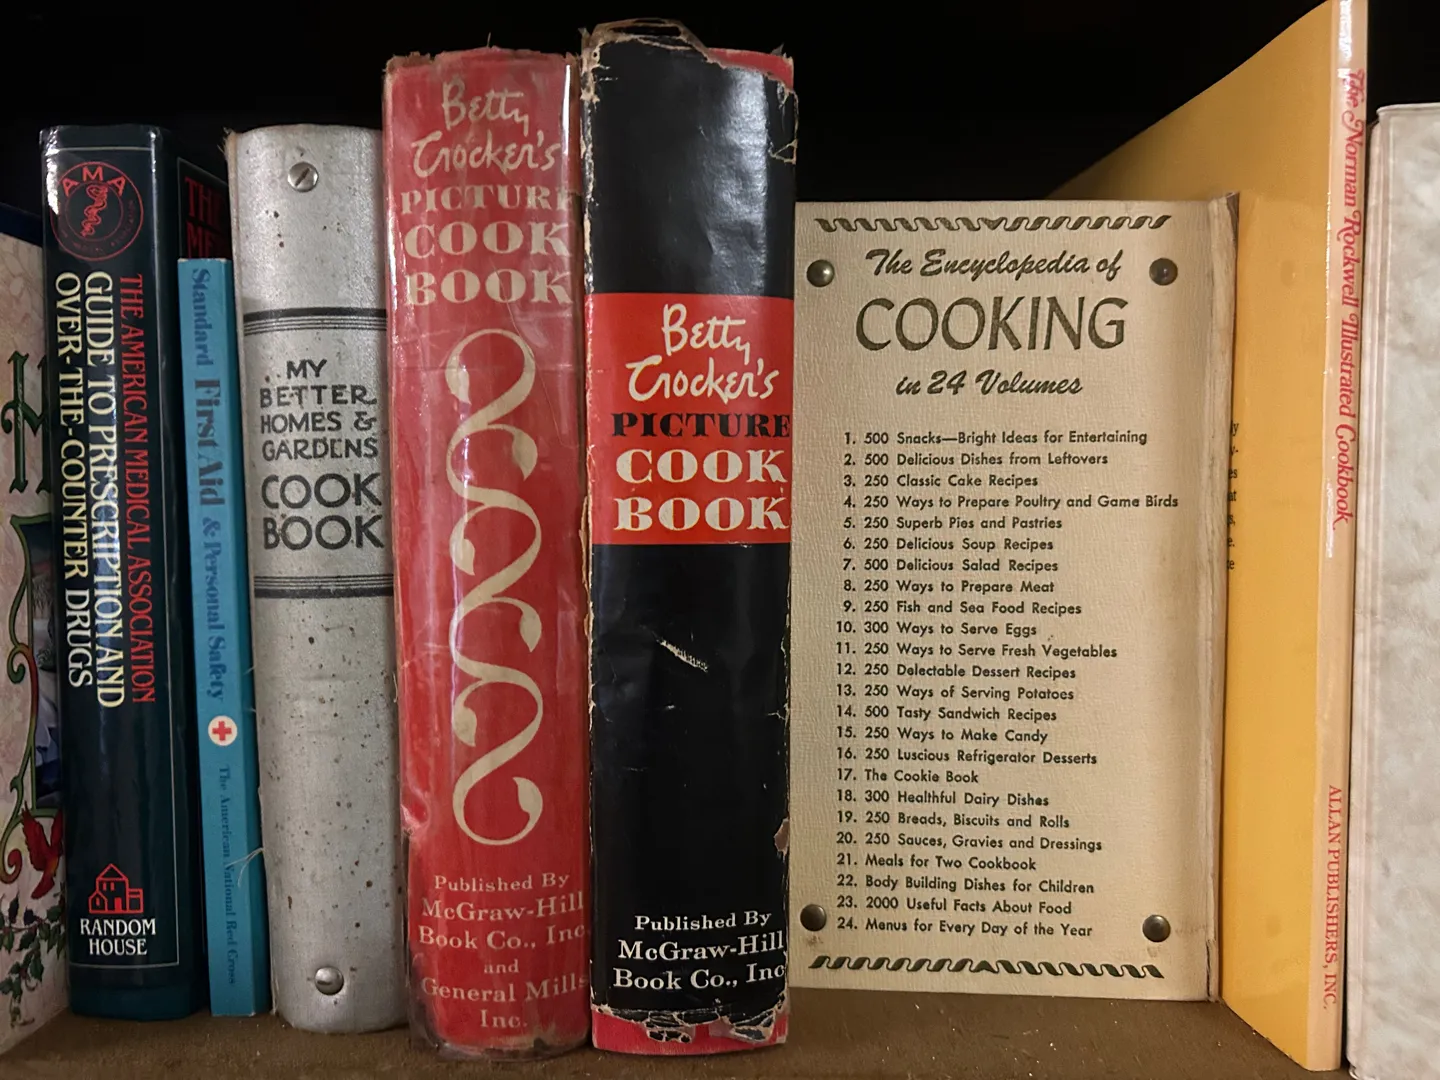 AMA
THE AMERICAN MEDICAL ASSOCIATION
GUIDE TO PRESCRIPTION AND
OVER-THE-COUNTER DRUGS
RANDOM
HOUSE
Standard First Aid & Personal Safety
The American National Red Cross
MY
BETTER
HOMES &
GARDENS
COOK
BOOK
Betty
Crocker's
PICTURE
COOK
BOOK
Published By
McGraw-Hill
Book Co., Inc.
and
General Mills
Inc.
Betty
Crocker's
PICTURE
COOK
BOOK
Published By
McGraw-Hill
Book Co., Inc
The Encyclopedia of
COOKING
in 24 Volumes
1. 500 Snacks—Bright Ideas for Entertaining
2. 500 Delicious Dishes from Leftovers
3. 250 Classic Cake Recipes
4. 250 Ways to Prepare Poultry and Game Birds
5. 250 Superb Pies and Pastries
6. 250 Delicious Soup Recipes
7. 500 Delicious Salad Recipes
8. 250 Ways to Prepare Meat
9. 250 Fish and Sea Food Recipes
10. 300 Ways to Serve Eggs
11. 250 Ways to Serve Fresh Vegetables
12. 250 Delectable Dessert Recipes
13. 250 Ways of Serving Potatoes
14. 500 Tasty Sandwich Recipes
15. 250 Ways to Make Candy
16. 250 Luscious Refrigerator Desserts
17. The Cookie Book
18. 300 Healthful Dairy Dishes
19. 250 Breads, Biscuits and Rolls
20. 250 Sauces, Gravies and Dressings
21. Meals for Two Cookbook
22. Body Building Dishes for Children
23. 2000 Useful Facts About Food
24. Menus for Every Day of the Year
The Norman Rockwell Illustrated Cookbook
ALLAN PUBLISHERS, INC.